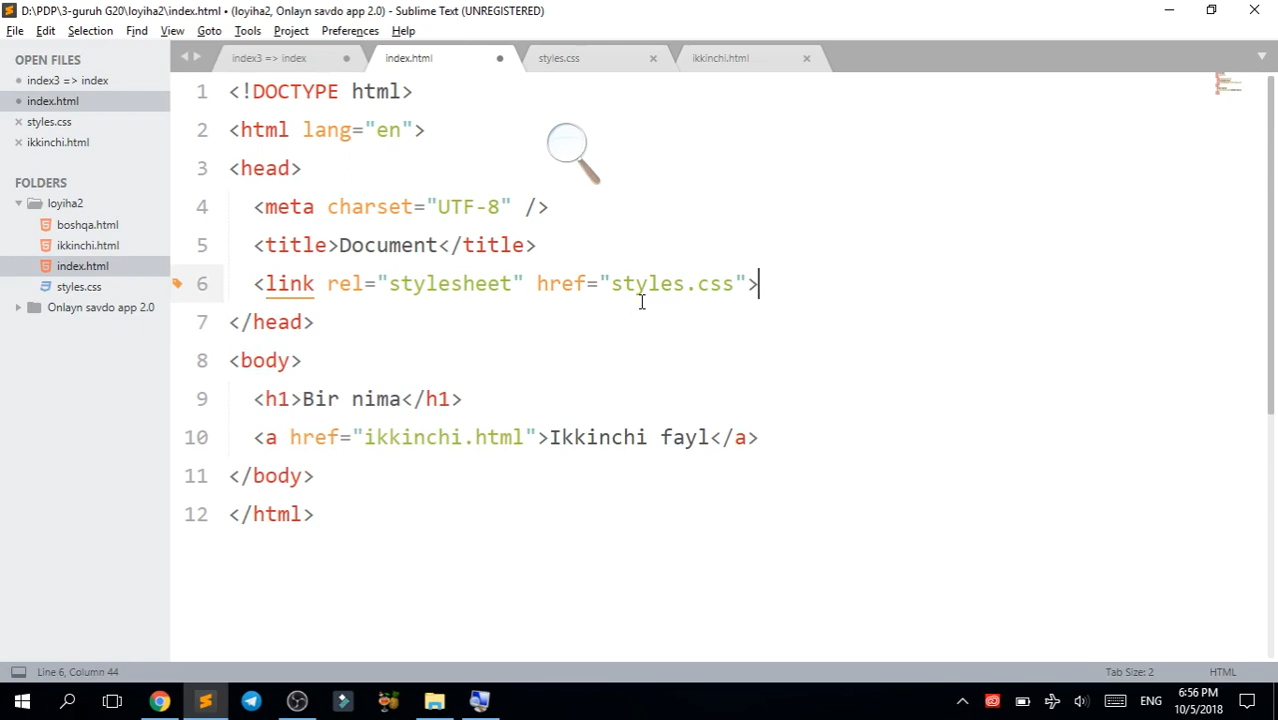 D:\PDP\3-guruh G20\loyiha2\index.html • (loyiha2, Onlayn savdo app 2.0) - Sublime Text (UNREGISTERED)
File Edit Selection Find View Goto Tools Project Preferences Help
OPEN FILES
index3 => index
index.html
styles.css
ikkinchi.html
FOLDERS
loyiha2
boshqa.html
ikkinchi.html
index.html
styles.css
Onlayn savdo app 2.0
index3 => index
index.html
styles.css
ikkinchi.html
1 <!DOCTYPE html>
2 <html lang="en">
3 <head>
4 <meta charset="UTF-8" />
5 <title>Document</title>
6 <link rel="stylesheet" href="styles.css">
7 </head>
8 <body>
9 <h1>Bir nima</h1>
10 <a href="ikkinchi.html">Ikkinchi fayl</a>
11 </body>
12 </html>
Line 6, Column 44
Tab Size: 2
HTML
ENG
6:56 PM
10/5/2018